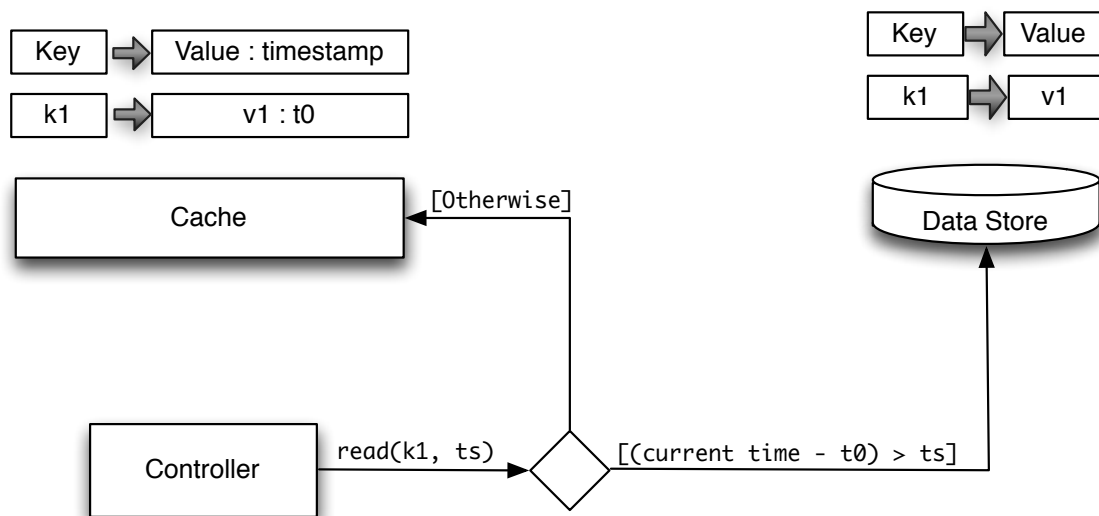 Key
Value : timestamp
k1
v1 : t0
Key
Value
k1
v1
Cache
[Otherwise]
Data Store
Controller
read(k1, ts)
[(current time - t0) > ts]